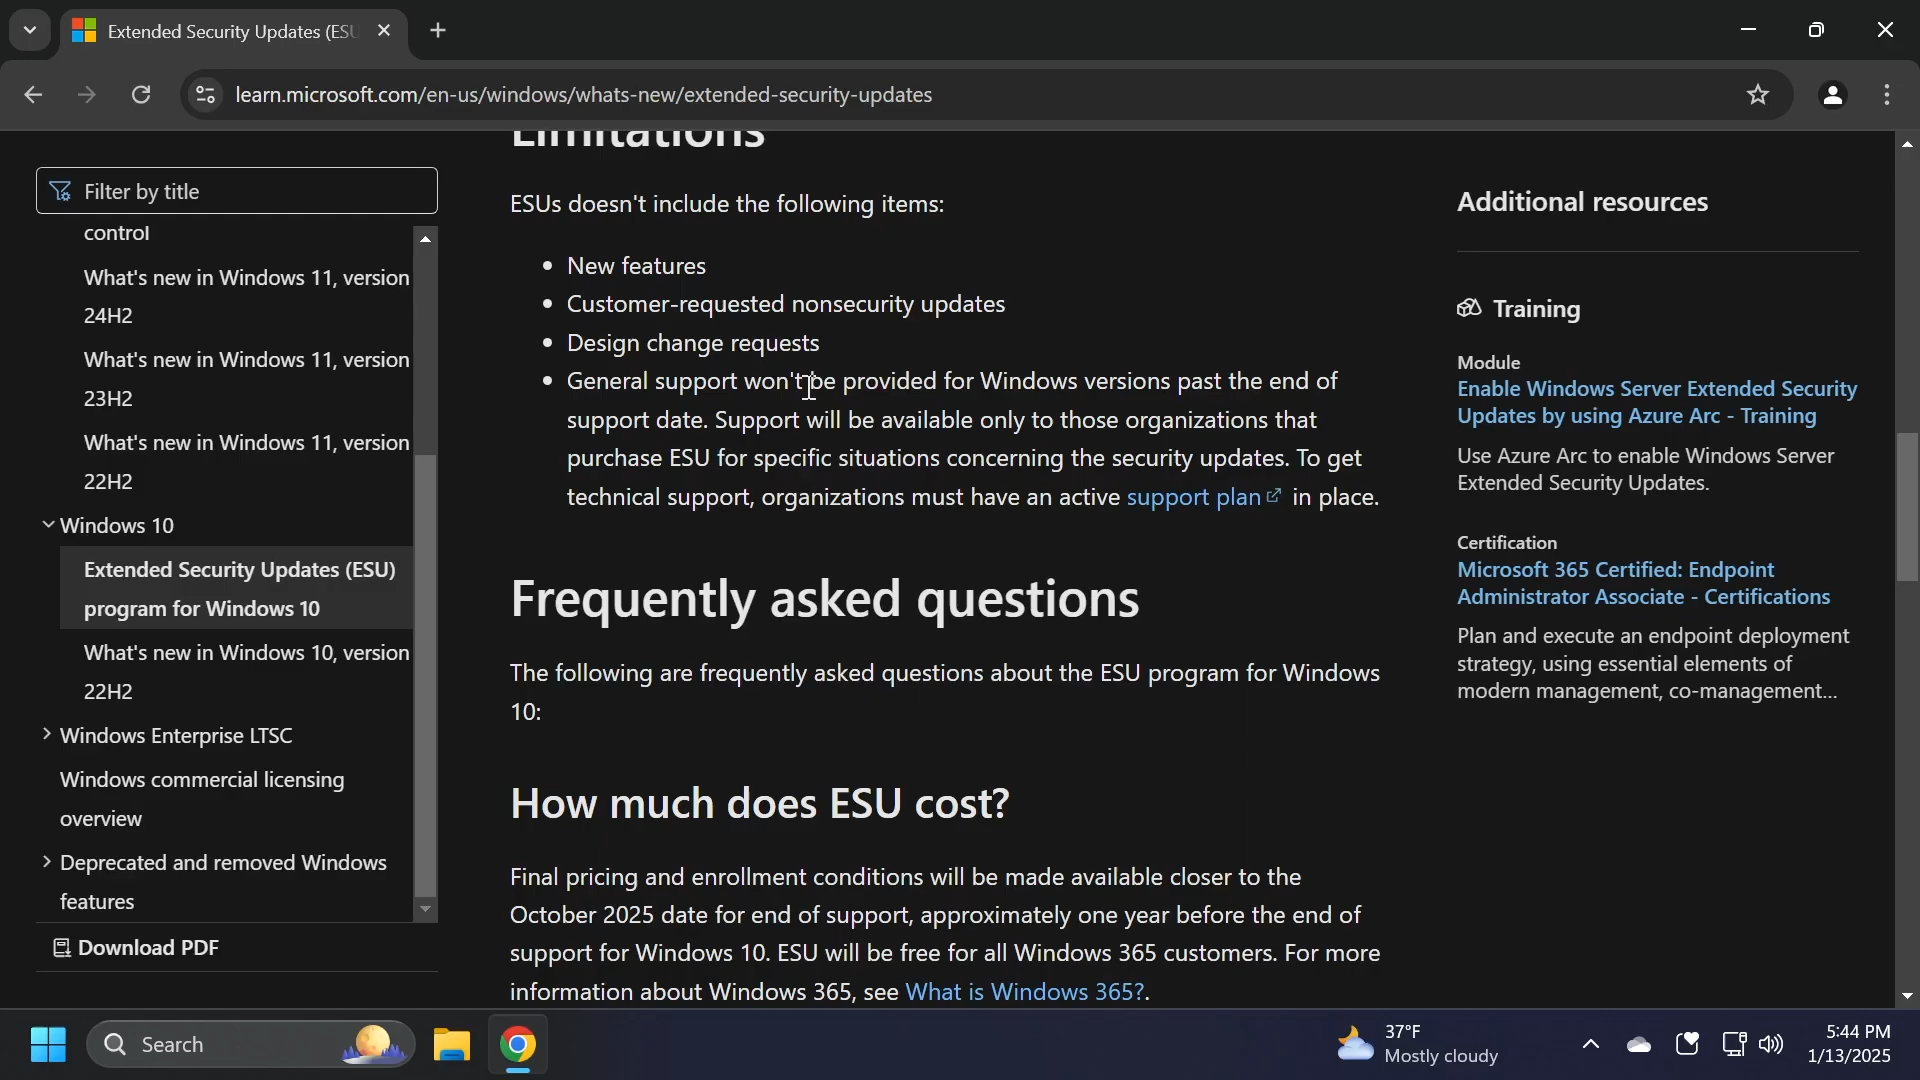 Extended Security Updates (ESU
learn.microsoft.com/en-us/windows/whats-new/extended-security-updates
Filter by title
control
What's new in Windows 11, version
24H2
What's new in Windows 11, version
23H2
What's new in Windows 11, version
22H2
Windows 10
Extended Security Updates (ESU)
program for Windows 10
What's new in Windows 10, version
22H2
Windows Enterprise LTSC
Windows commercial licensing
overview
Deprecated and removed Windows
features
Download PDF
Limitations
ESUs doesn't include the following items:
• New features
• Customer-requested nonsecurity updates
• Design change requests
• General support won't be provided for Windows versions past the end of
support date. Support will be available only to those organizations that
purchase ESU for specific situations concerning the security updates. To get
technical support, organizations must have an active support plan in place.
Frequently asked questions
The following are frequently asked questions about the ESU program for Windows
10:
How much does ESU cost?
Final pricing and enrollment conditions will be made available closer to the
October 2025 date for end of support, approximately one year before the end of
support for Windows 10. ESU will be free for all Windows 365 customers. For more
information about Windows 365, see What is Windows 365?.
Additional resources
Training
Module
Enable Windows Server Extended Security
Updates by using Azure Arc - Training
Use Azure Arc to enable Windows Server
Extended Security Updates.
Certification
Microsoft 365 Certified: Endpoint
Administrator Associate - Certifications
Plan and execute an endpoint deployment
strategy, using essential elements of
modern management, co-management...
Search
37°F
Mostly cloudy
5:44 PM
1/13/2025